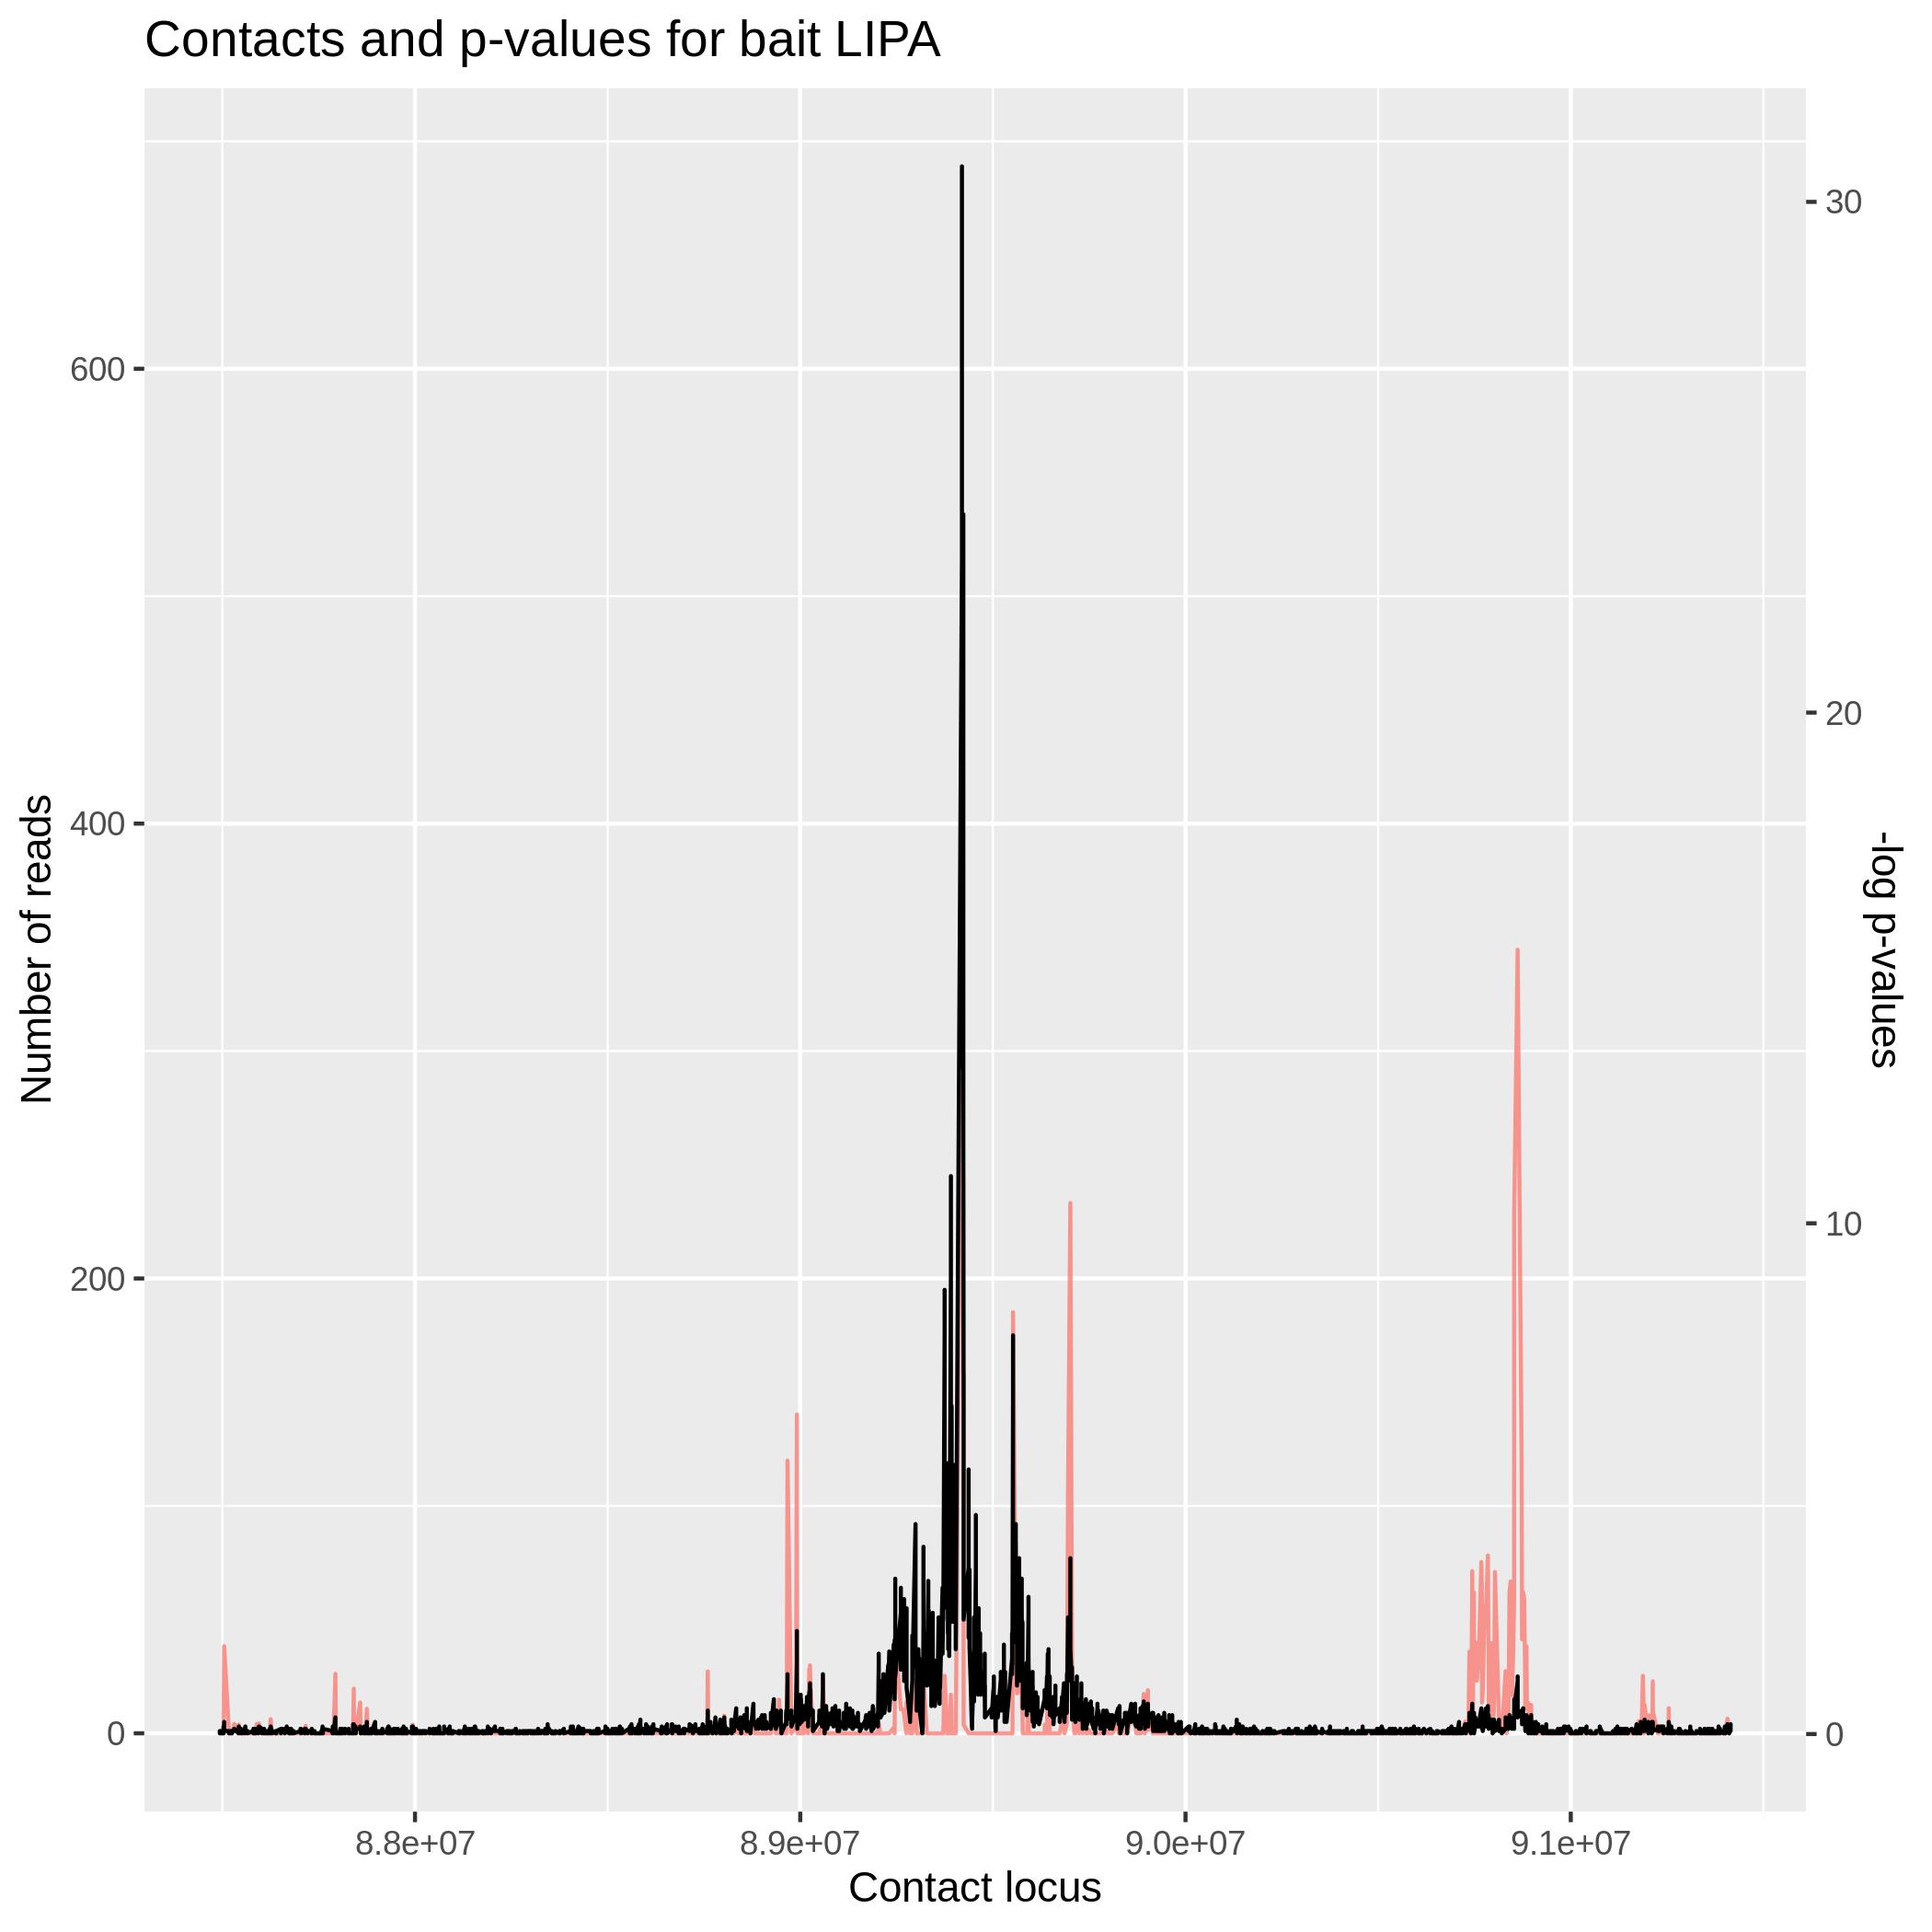 Contacts and p-values for bait LIPA
600
400
200
0
30
20
10
0
Number of reads
-log p-values
8.8e+07
8.9e+07
9.0e+07
9.1e+07
Contact locus